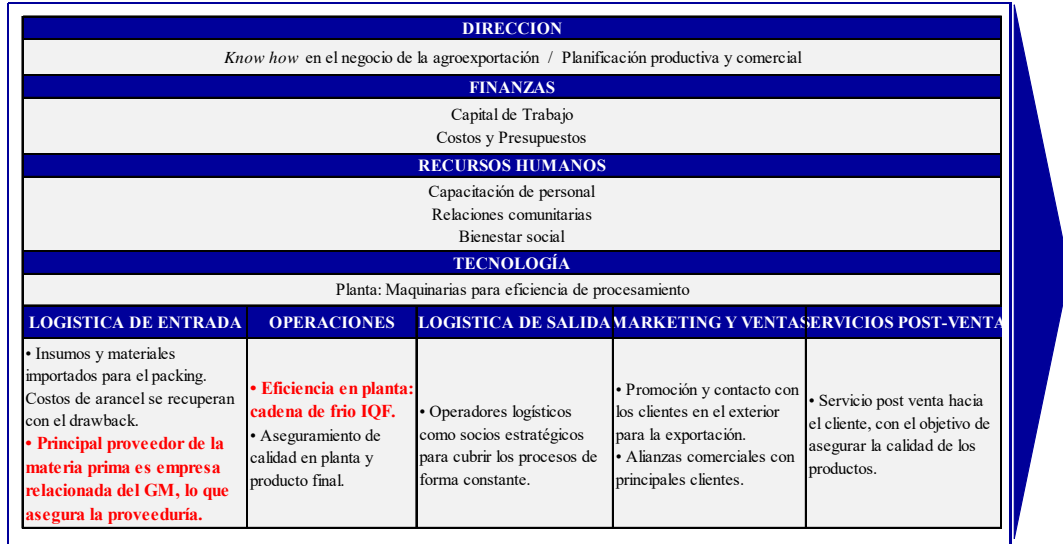 DIRECCION
Know how en el negocio de la agroexportación / Planificación productiva y comercial
FINANZAS
Capital de Trabajo
Costos y Presupuestos
RECURSOS HUMANOS
Capacitación de personal
Relaciones comunitarias
Bienestar social
TECNOLOGÍA
Planta: Maquinarias para eficiencia de procesamiento
LOGISTICA DE ENTRADA
• Insumos y materiales
importados para el packing.
Costos de arancel se recuperan
con el drawback.
• Principal proveedor de la
materia prima es empresa
relacionada del GM, lo que
asegura la proveeduría.
OPERACIONES
• Eficiencia en planta:
cadena de frio IQF.
• Aseguramiento de
calidad en planta y
producto final.
LOGISTICA DE SALIDA
• Operadores logísticos
como socios estratégicos
para cubrir los procesos de
forma constante.
MARKETING Y VENTAS
• Promoción y contacto con
los clientes en el exterior
para la exportación.
• Alianzas comerciales con
principales clientes.
SERVICIOS POST-VENTA
• Servicio post venta hacia
el cliente, con el objetivo de
asegurar la calidad de los
productos.